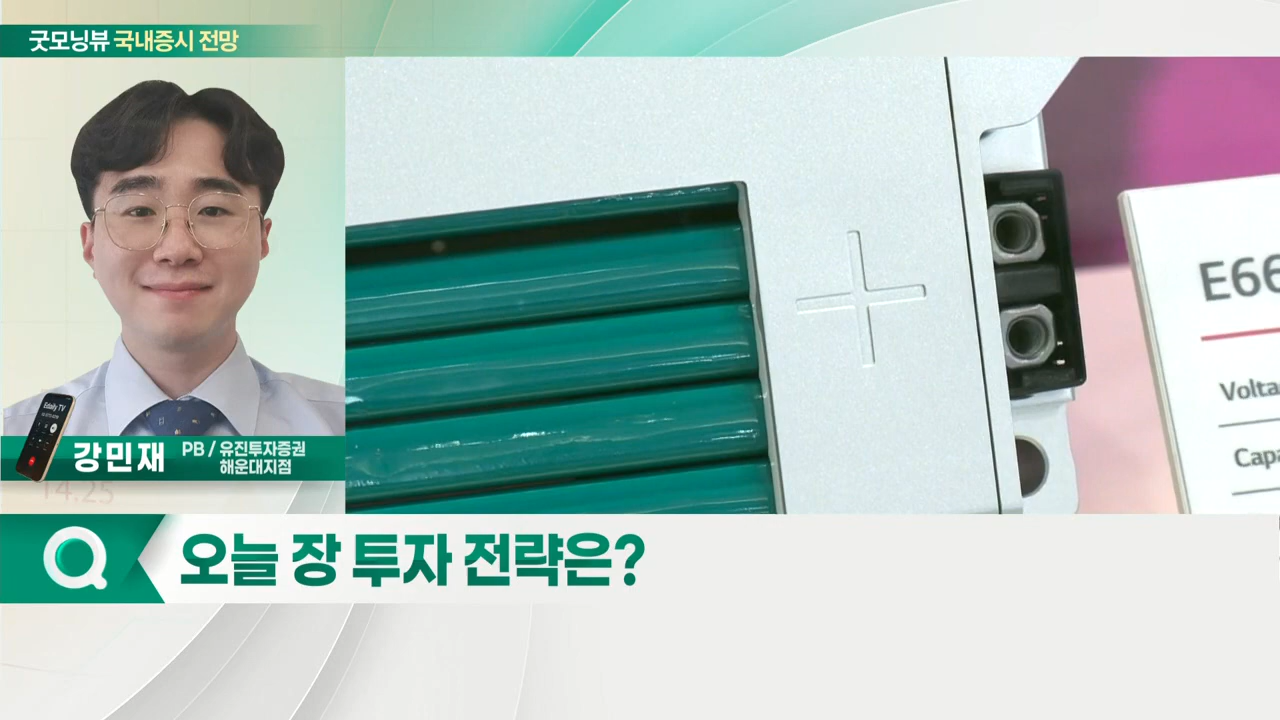 굿모닝뷰 국내증시 전망
E66
Volta
Capa
Edaily TV
강민재
PB / 유진투자증권
해운대지점
14.25
Q
오늘 장 투자 전략은?